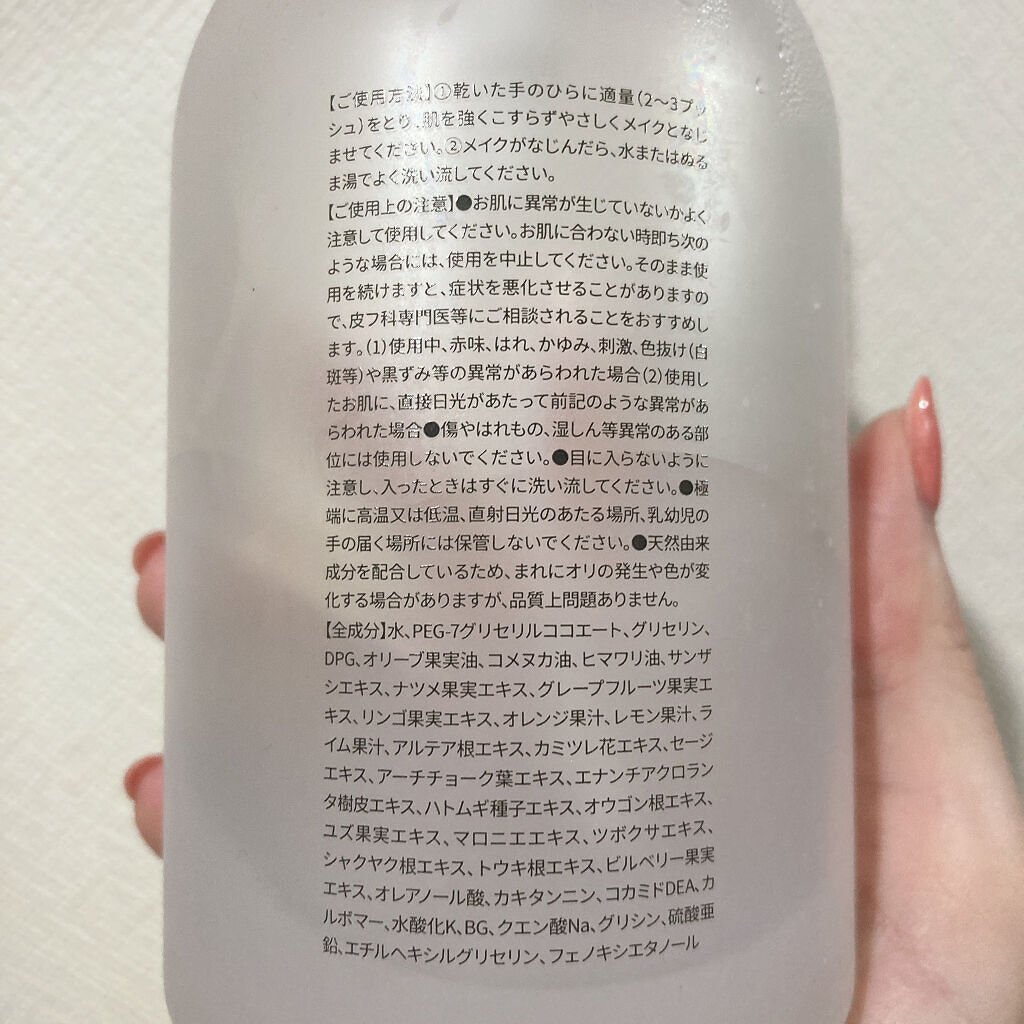 【ご使用方法】①乾いた手のひらに適量(2〜3プッ
シュ)をとり、肌を強くこすらずやさしくメイクとなじ
ませてください。②メイクがなじんだら、水またはぬる
ま湯でよく洗い流してください。
【ご使用上の注意】●お肌に異常が生じていないかよく
注意して使用してください。お肌に合わない時即ち次の
ような場合には、使用を中止してください。そのまま使
用を続けますと、症状を悪化させることがありますの
で、皮フ科専門医等にご相談されることをおすすめし
ます。(1)使用中、赤味、はれ、かゆみ、刺激、色抜け(白
斑等)や黒ずみ等の異常があらわれた場合(2)使用し
たお肌に、直接日光があたって前記のような異常があ
らわれた場合●傷やはれもの、湿しん等異常のある部
位には使用しないでください。●目に入らないように
注意し、入ったときはすぐに洗い流してください。●極
端に高温又は低温、直射日光のあたる場所、乳幼児の
手の届く場所には保管しないでください。●天然由来
成分を配合しているため、まれにオリの発生や色が変
化する場合がありますが、品質上問題ありません。
【全成分】水、PEG-7グリセリルココエート、グリセリン、
DPG、オリーブ果実油、コメヌカ油、ヒマワリ油、サンザ
シエキス、ナツメ果実エキス、グレープフルーツ果実エ
キス、リンゴ果実エキス、オレンジ果汁、レモン果汁、ラ
イム果汁、アルテア根エキス、カミツレ花エキス、セージ
エキス、アーチチョーク葉エキス、エナンチアクロラン
タ樹皮エキス、ハトムギ種子エキス、オウゴン根エキス、
ユズ果実エキス、マロニエエキス、ツボクサエキス、
シャクヤク根エキス、トウキ根エキス、ビルベリー果実
エキス、オレアノール酸、カキタンニン、コカミドDEA、カ
ルボマー、水酸化K、BG、クエン酸Na、グリシン、硫酸亜
鉛、エチルヘキシルグリセリン、フェノキシエタノール